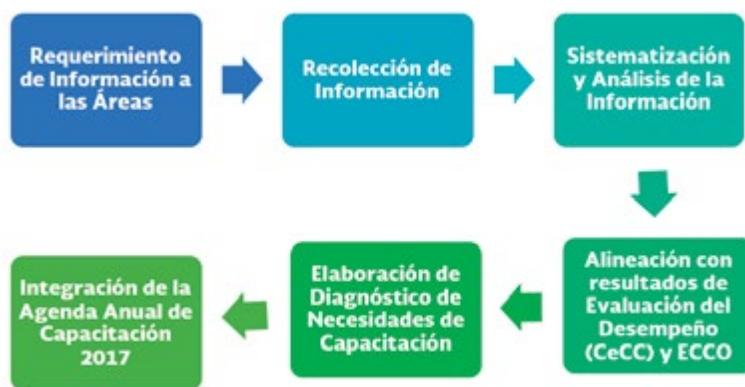 Requerimiento
de Información a
las Áreas
Recolección de
Información
Sistematización
y Análisis de la
Información
Alineación con
resultados de
Evaluación del
Desempeño
(CeCC) y ECCO
Elaboración de
Diagnóstico de
Necesidades de
Capacitación
Integración de la
Agenda Anual de
Capacitación
2017